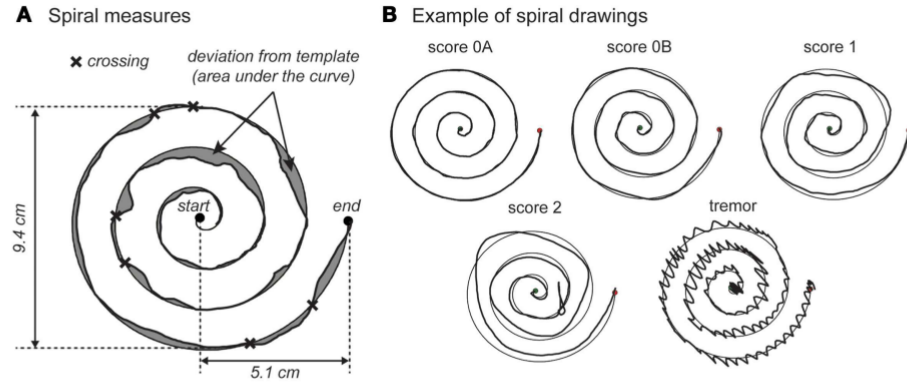 A Spiral measures
× crossing
deviation from template
(area under the curve)
start
end
9.4 cm
5.1 cm
B Example of spiral drawings
score 0A
score 0B
score 1
score 2
tremor